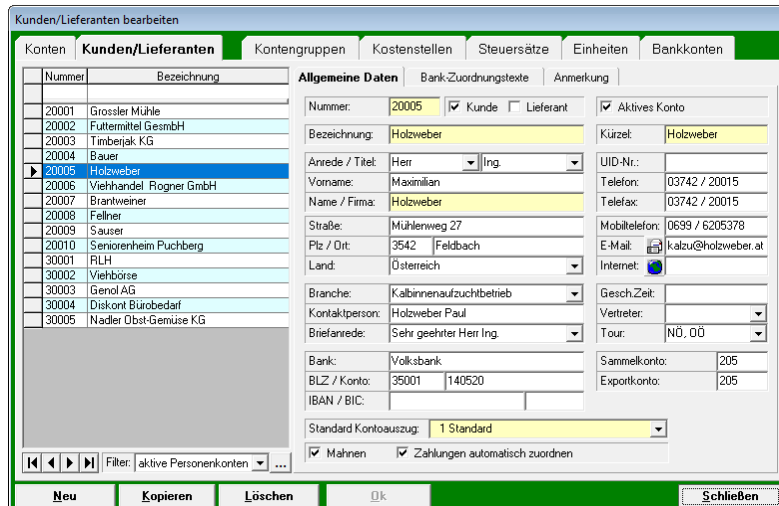 Kunden/Lieferanten bearbeiten
Konten Kunden/Lieferanten Kontengruppen Kostenstellen Steuersätze Einheiten Bankkonten
Nummer Bezeichnung
20001 Grossler Mühle
20002 Futtermittel GesmbH
20003 Timberjak KG
20004 Bauer
20005 Holzweber
20006 Viehhandel Rogner GmbH
20007 Brantweiner
20008 Fellner
20009 Sauser
20010 Seniorenheim Puchberg
30001 RLH
30002 Viehbörse
30003 Genol AG
30004 Diskont Bürobedarf
30005 Nadler Obst-Gemüse KG
Filter: aktive Personenkonten ...
Allgemeine Daten Bank-Zuordnungstexte Anmerkung
Nummer: 20005 Kunde Lieferant Aktives Konto
Bezeichnung: Holzweber Kürzel: Holzweber
Anrede / Titel: Herr Ing. UID-Nr.:
Vorname: Maximilian Telefon: 03742 / 20015
Name / Firma: Holzweber Telefax: 03742 / 20015
Straße: Mühlenweg 27 Mobiltelefon: 0699 / 6205378
Plz / Ort: 3542 Feldbach E-Mail: kalzu@holzweber.at
Land: Österreich Internet:
Branche: Kalbinnenaufzuchtbetrieb Gesch.Zeit:
Kontaktperson: Holzweber Paul Vertreter:
Briefanrede: Sehr geehrter Herr Ing. Tour: NÖ, OÖ
Bank: Volksbank Sammelkonto: 205
BLZ / Konto: 35001 140520 Exportkonto: 205
IBAN / BIC:
Standard Kontoauszug: 1 Standard
Mahnen Zahlungen automatisch zuordnen
Neu Kopieren Löschen Ok Schließen